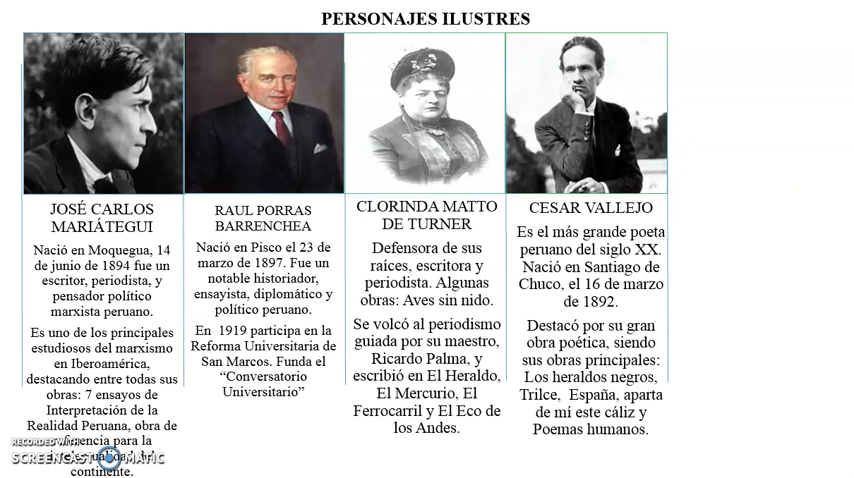 PERSONAJES ILUSTRES
JOSÉ CARLOS
MARIÁTEGUI
Nació en Moquegua, 14
de junio de 1894 fue un
escritor, periodista, y
pensador político
marxista peruano.
Es uno de los principales
estudiosos del marxismo
en Iberoamérica,
destacando entre todas sus
obras: 7 ensayos de
Interpretación de la
Realidad Peruana, obra de
para la
continente.
RAUL PORRAS
BARRENCHEA
Nació en Pisco el 23 de
marzo de 1897. Fue un
notable historiador,
ensayista, diplomático y
político peruano.
En 1919 participa en la
Reforma Universitaria de
San Marcos. Funda el
“Conversatorio
Universitario”
CLORINDA MATTO
DE TURNER
Defensora de sus
raíces, escritora y
periodista. Algunas
obras: Aves sin nido.
Se volcó al periodismo
guiada por su maestro,
Ricardo Palma, y
escribió en El Heraldo,
El Mercurio, El
Ferrocarril y El Eco de
los Andes.
CESAR VALLEJO
Es el más grande poeta
peruano del siglo XX.
Nació en Santiago de
Chuco, el 16 de marzo
de 1892.
Destacó por su gran
obra poética, siendo
sus obras principales:
Los heraldos negros,
Trilce, España, aparta
de mí este cáliz y
Poemas humanos.
RECORDED WITH
SCREENCAST MATIC